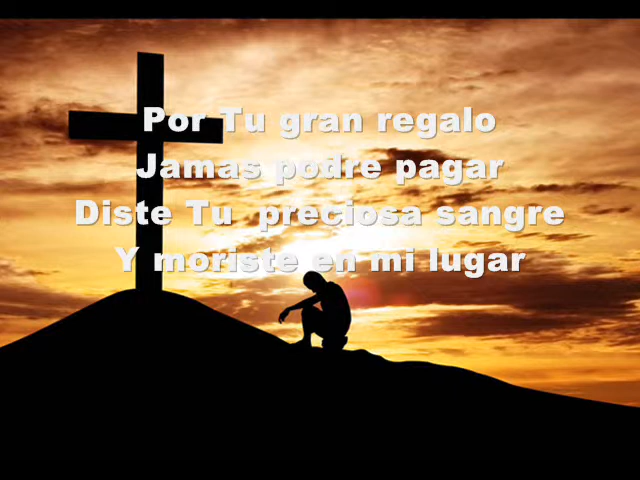 Por Tu gran regalo
Jamas podre pagar
Diste Tu preciosa sangre
Y moriste en mi lugar